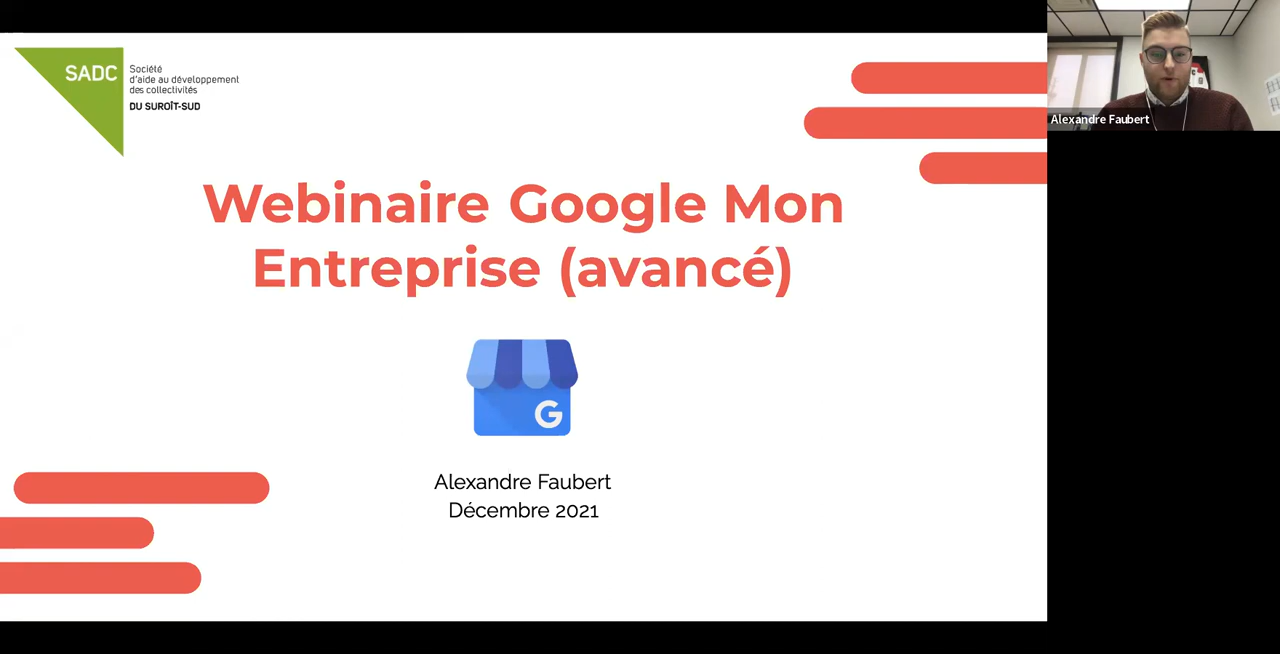 SADC
Société
d'aide au développement
des collectivités
DU SUROÎT-SUD
Webinaire Google Mon
Entreprise (avancé)
G
Alexandre Faubert
Décembre 2021
Alexandre Faubert